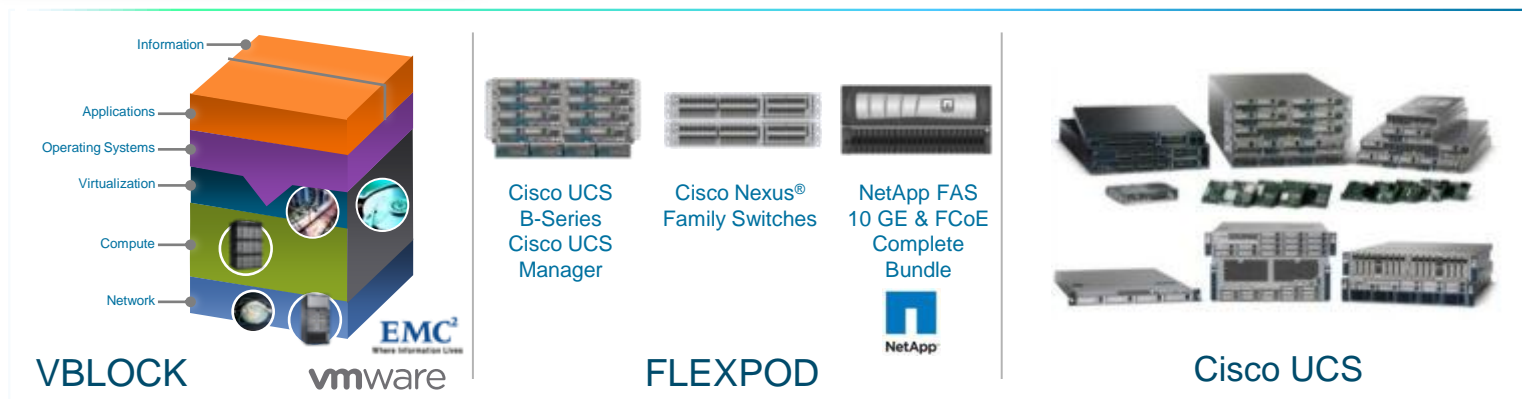 Information
Applications
Operating Systems
Virtualization
Compute
Network
EMC²
Where Information Lives
VBLOCK
vmware
Cisco UCS
B-Series
Cisco UCS
Manager
Cisco Nexus®
Family Switches
NetApp FAS
10 GE & FCoE
Complete
Bundle
NetApp
FLEXPOD
Cisco UCS